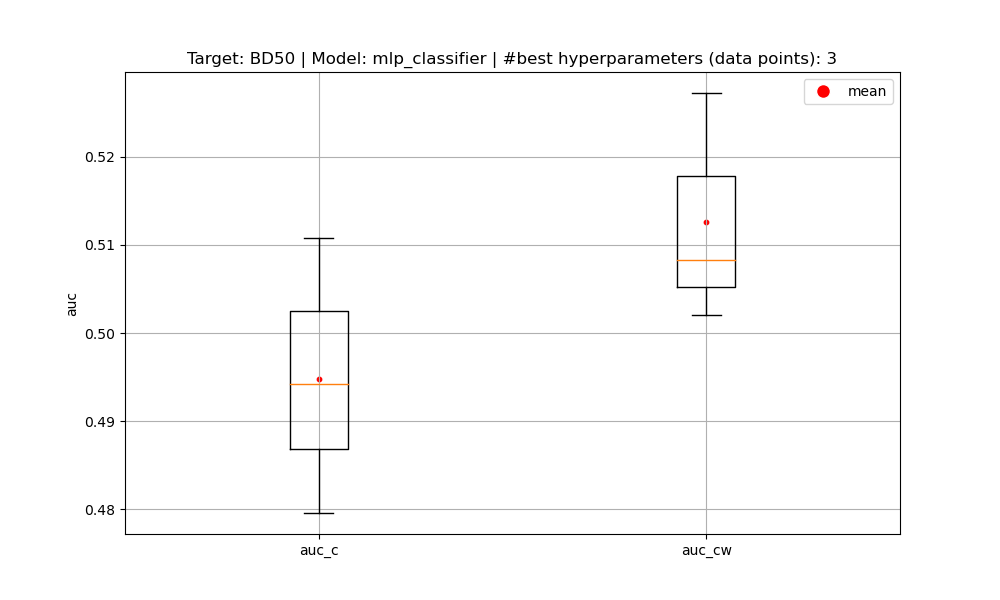 Target: BD50 | Model: mlp_classifier | #best hyperparameters (data points): 3
mean
0.52
0.51
0.50
0.49
0.48
auc
auc_c
auc_cw